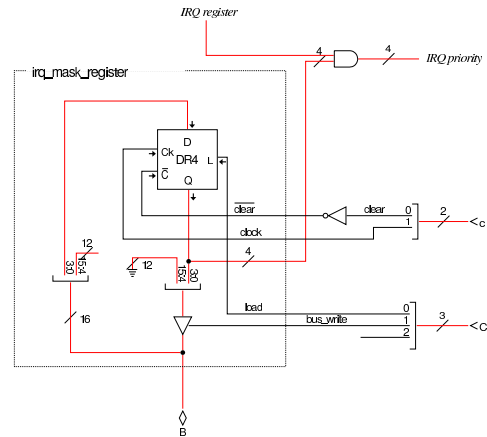 IRQ register
4
4
IRQ priority
irq_mask_register
D
Ck
DR4
L
C
Q
clear
clear
0
1
2
c
clock
12
3:0
15:4
12
15:4
3:0
4
16
load
0
bus_write
1
2
3
C
B